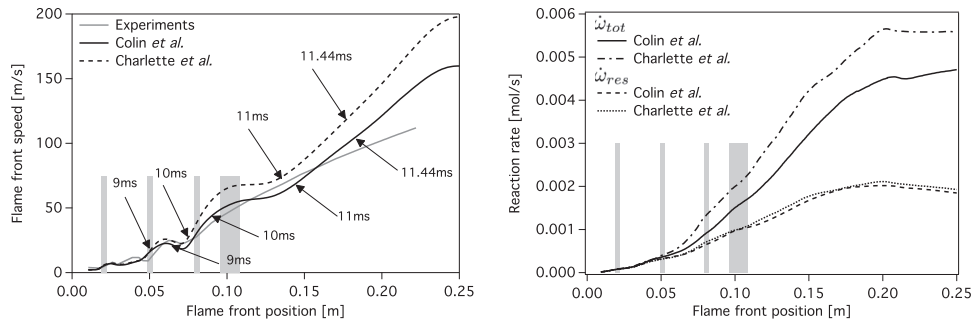 Flame front speed [m/s]
200
150
100
50
0
Experiments
Colin et al.
Charlette et al.
11.44ms
11ms
10ms
9ms
11.44ms
11ms
10ms
9ms
0.00 0.05 0.10 0.15 0.20 0.25
Flame front position [m]
Reaction rate [mol/s]
0.006
0.005
0.004
0.003
0.002
0.001
0.000
ω̇tot
Colin et al.
Charlette et al.
ω̇res
Colin et al.
Charlette et al.
0.00 0.05 0.10 0.15 0.20 0.25
Flame front position [m]